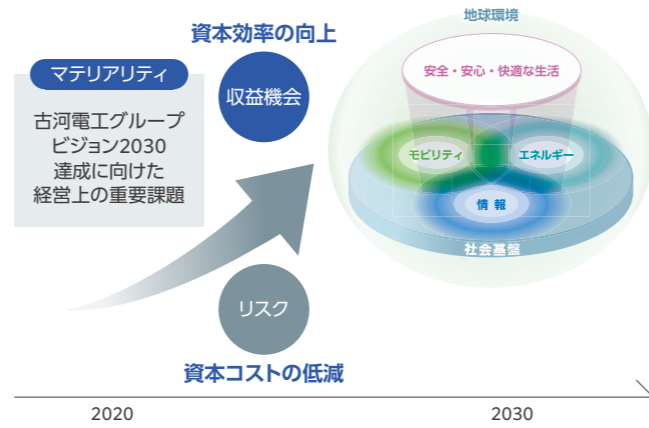 地球環境
資本効率の向上
マテリアリティ
収益機会
安全・安心・快適な生活
古河電工グループ
ビジョン2030
達成に向けた
経営上の重要課題
モビリティ
エネルギー
情報
社会基盤
リスク
資本コストの低減
2020
2030